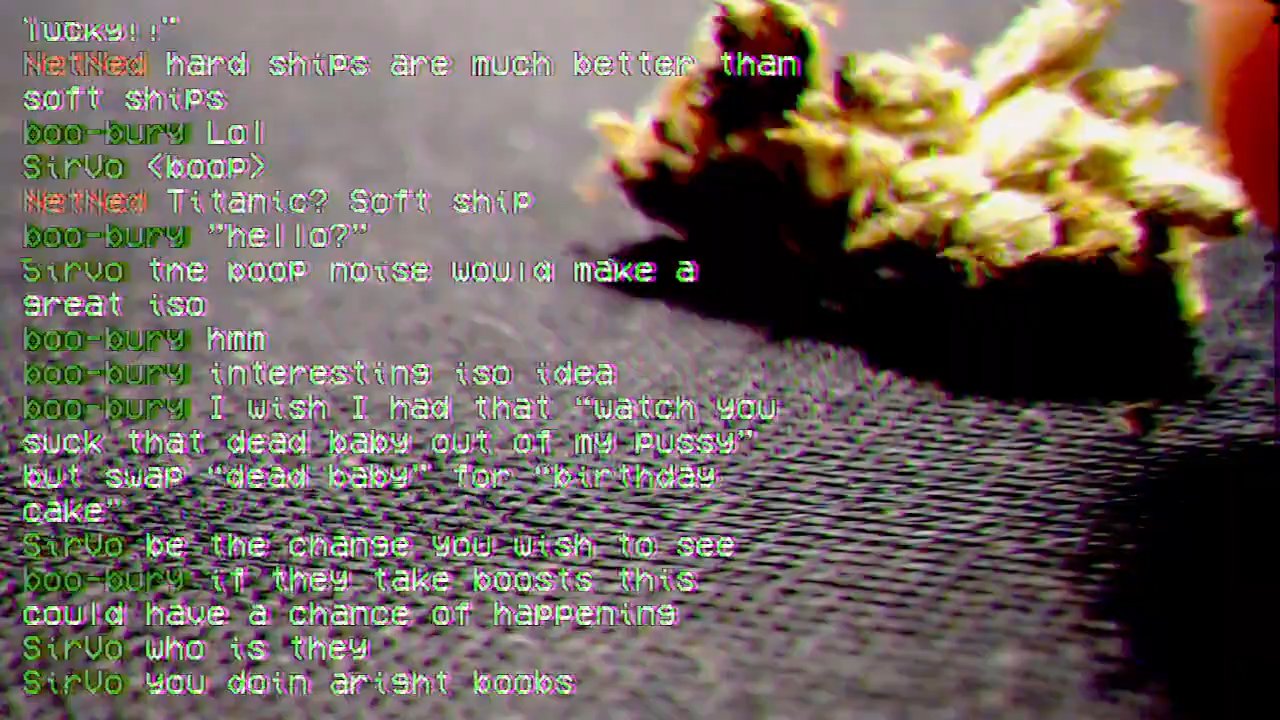 "lucky!!"
NetNed hard ships are much better than
soft ships
boo-bury Lol
SirVo <boop>
NetNed Titanic? Soft ship
boo-bury "hello?"
SirVo the boop noise would make a
great iso
boo-bury hmm
boo-bury interesting iso idea
boo-bury I wish I had that "watch you
suck that dead baby out of my pussy"
but swap "dead baby" for "birthday
cake"
SirVo be the change you wish to see
boo-bury if they take boosts this
could have a chance of happening
SirVo who is they
SirVo you doin aright boobs